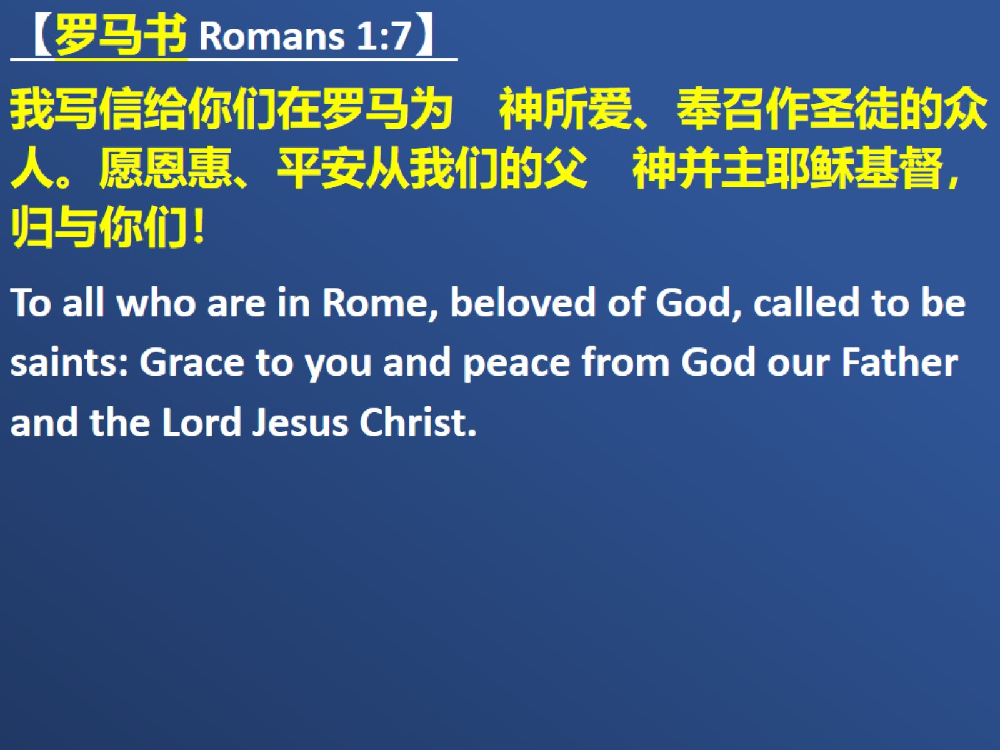 【罗马书 Romans 1:7】
我写信给你们在罗马为　神所爱、奉召作圣徒的众
人。愿恩惠、平安从我们的父　神并主耶稣基督，
归与你们！
To all who are in Rome, beloved of God, called to be
saints: Grace to you and peace from God our Father
and the Lord Jesus Christ.